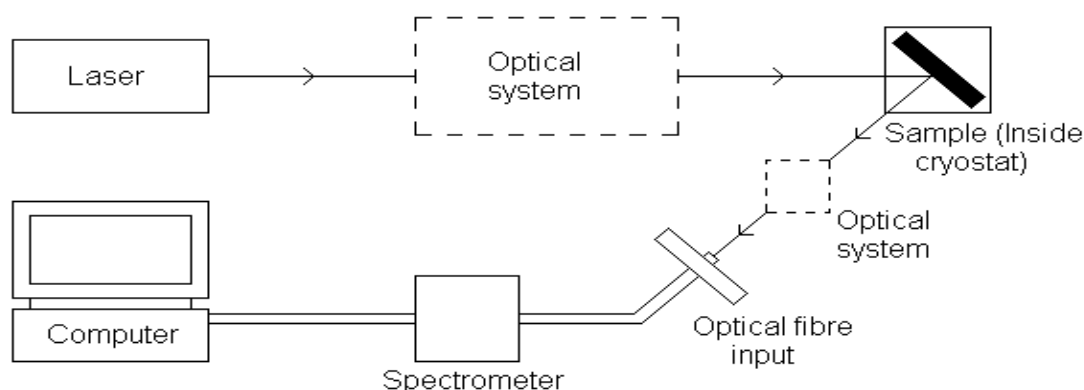 Laser
Optical
system
Sample (Inside
cryostat)
Optical
system
Optical fibre
input
Computer
Spectrometer